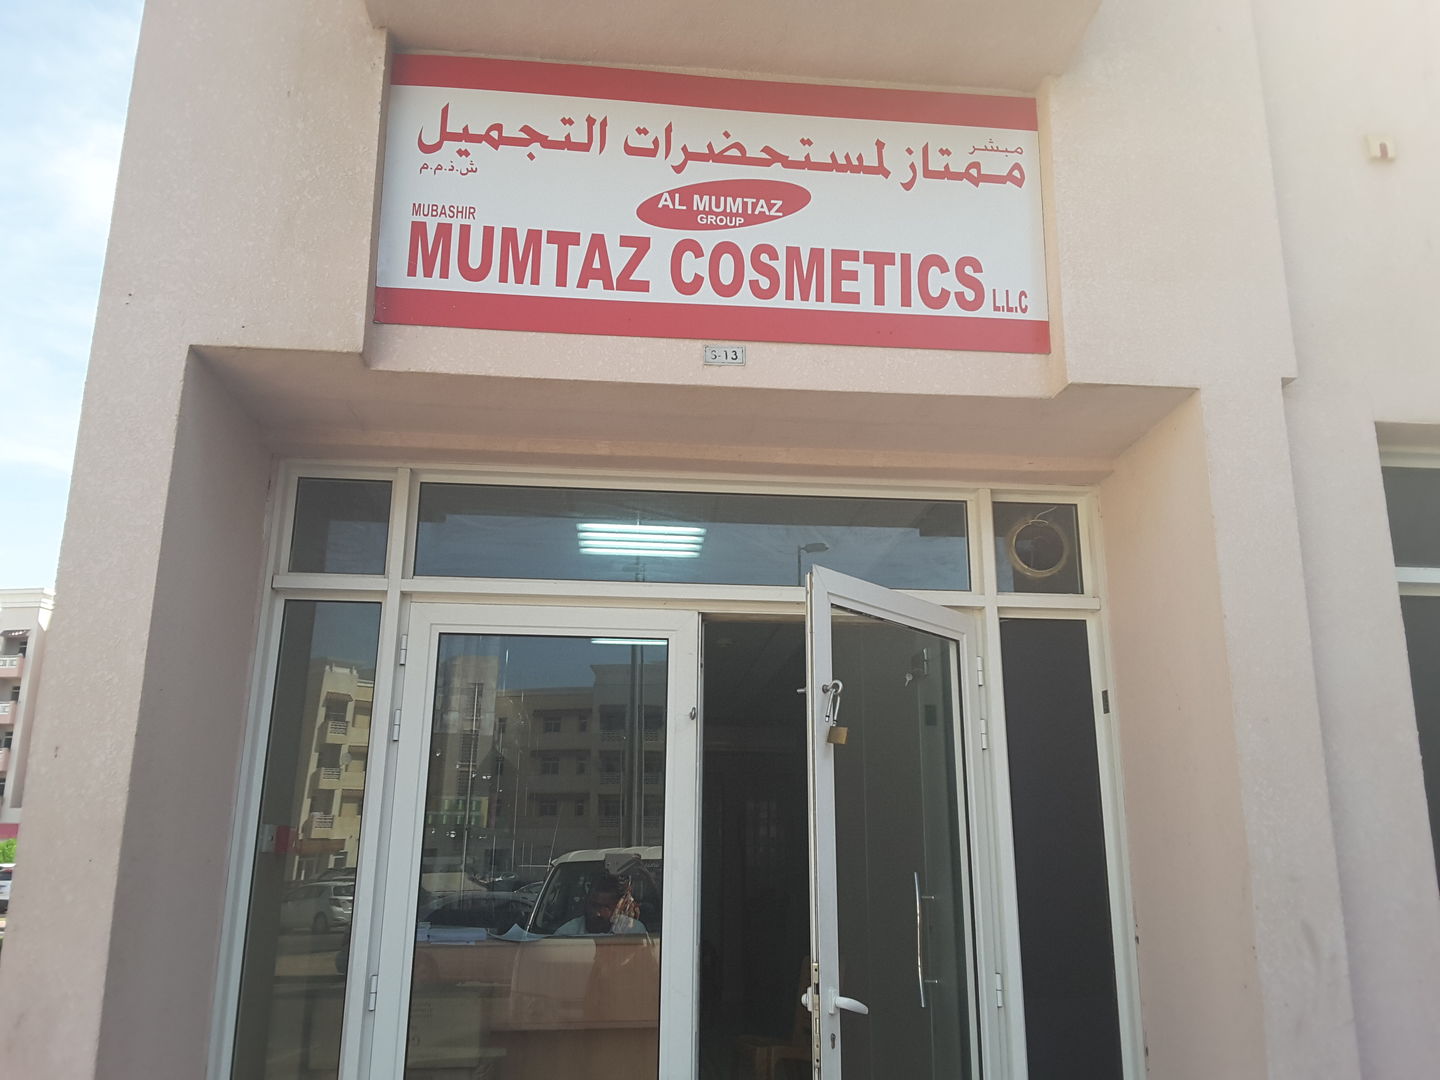 مبشر
ممتاز لمستحضرات التجميل
ش.ذ.م.م
AL MUMTAZ
GROUP
MUBASHIR
MUMTAZ COSMETICS L.L.C
S-13